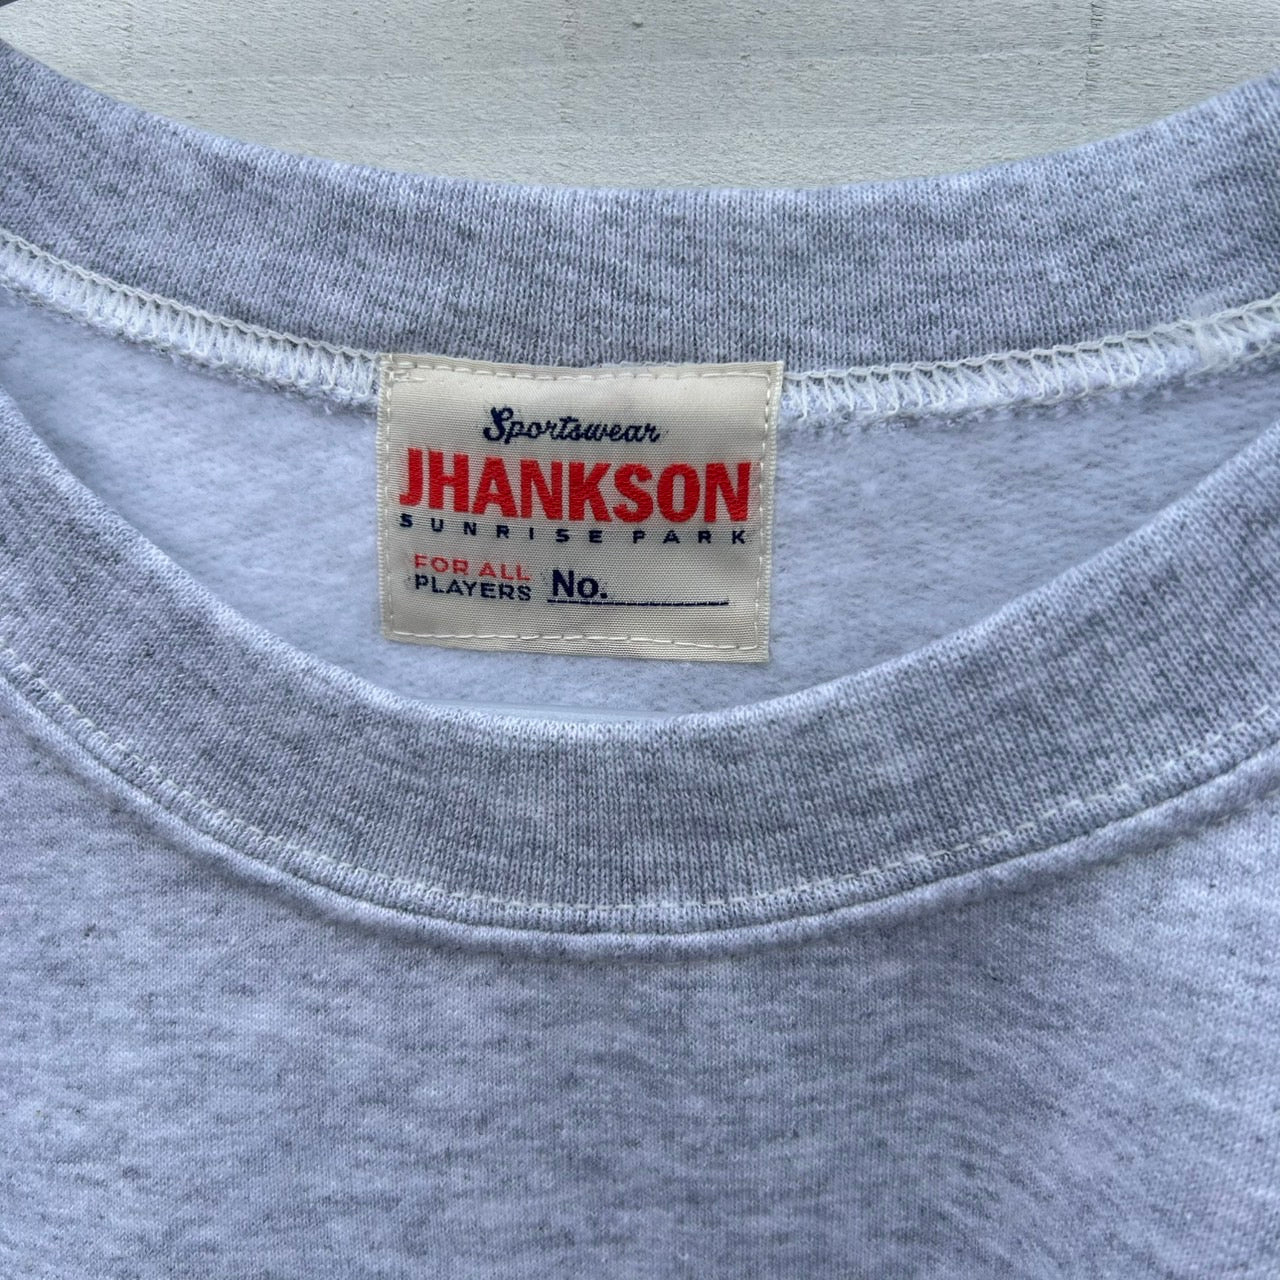 Sportswear
JHANKSON
SUNRISE PARK
FOR ALL
PLAYERS No.